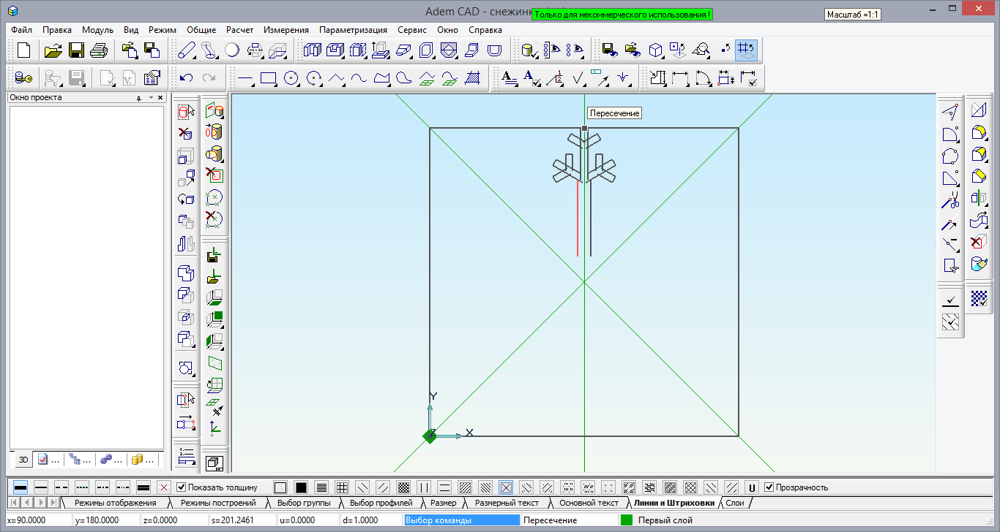 Adem CAD - снежинк
Только для некоммерческого использования !
Масштаб =1:1
Файл Правка Модуль Вид Режим Общие Расчет Измерения Параметризация Сервис Окно Справка
Окно проекта
Пересечение
Y
Z X
3D ... ... ... ...
Показать толщину U Прозрачность
Режимы отображения Режимы построений Выбор группы Выбор профилей Размер Размерный текст Основной текст Линии и Штриховки Слои
x=90.0000 y=180.0000 z=0.0000 s=201.2461 u=0.0000 d=1.0000 Выбор команды Пересечение Первый слой